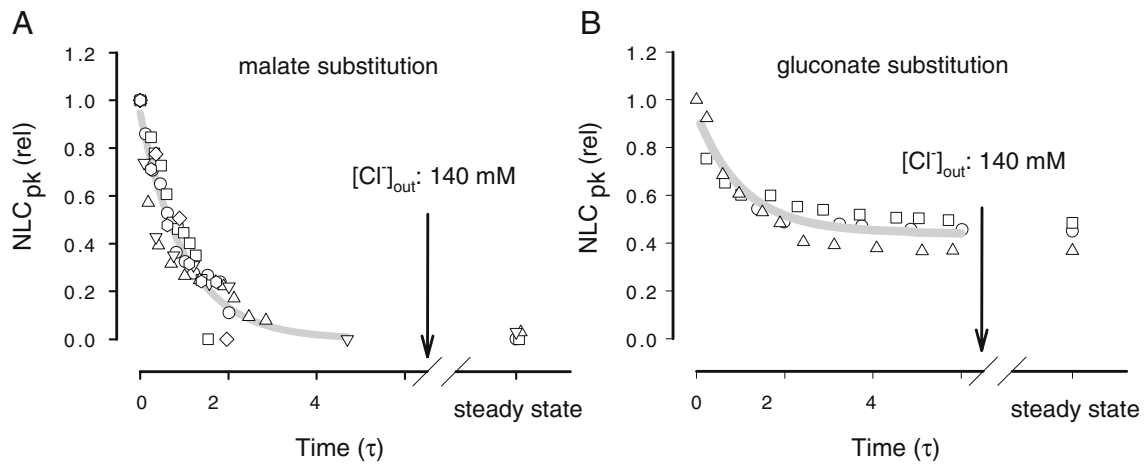 A
malate substitution
NLCpk (rel)
1.2
1.0
0.8
0.6
0.4
0.2
0.0
[Cl-]out: 140 mM
0 2 4
steady state
Time (τ)
B
gluconate substitution
NLCpk (rel)
1.2
1.0
0.8
0.6
0.4
0.2
0.0
[Cl-]out: 140 mM
0 2 4
steady state
Time (τ)